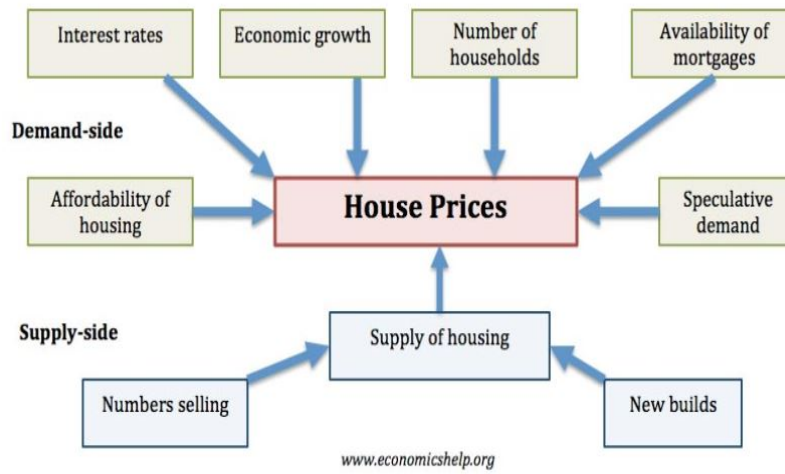 Interest rates
Economic growth
Number of
households
Availability of
mortgages
Demand-side
Affordability of
housing
House Prices
Speculative
demand
Supply-side
Supply of housing
Numbers selling
New builds
www.economicshelp.org